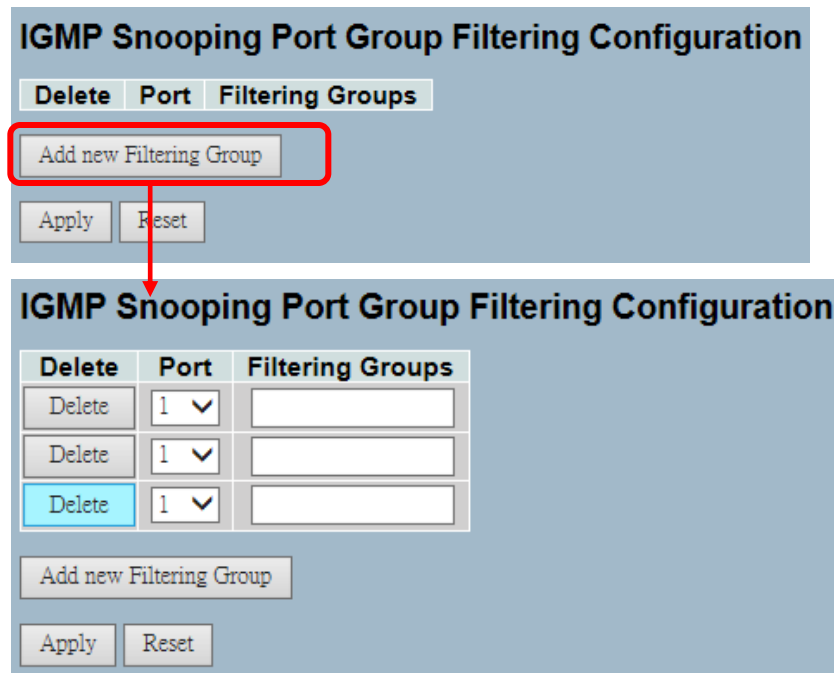 IGMP Snooping Port Group Filtering Configuration
Delete Port Filtering Groups
Add new Filtering Group
Apply Reset
IGMP Snooping Port Group Filtering Configuration
Delete Port Filtering Groups
Delete 1
Delete 1
Delete 1
Add new Filtering Group
Apply Reset